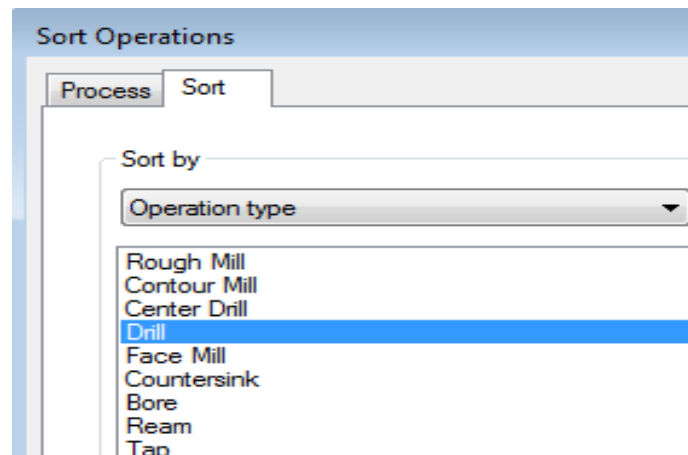 Sort Operations
Process Sort
Sort by
Operation type
Rough Mill
Contour Mill
Center Drill
Drill
Face Mill
Countersink
Bore
Ream
Tap